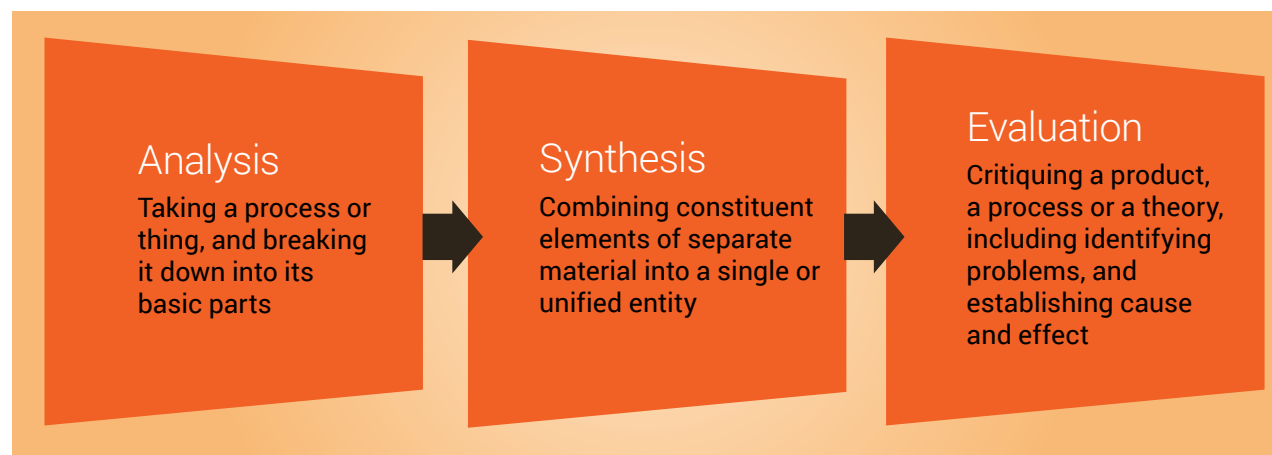 Analysis
Taking a process or
thing, and breaking
it down into its
basic parts
Synthesis
Combining constituent
elements of separate
material into a single or
unified entity
Evaluation
Critiquing a product,
a process or a theory,
including identifying
problems, and
establishing cause
and effect